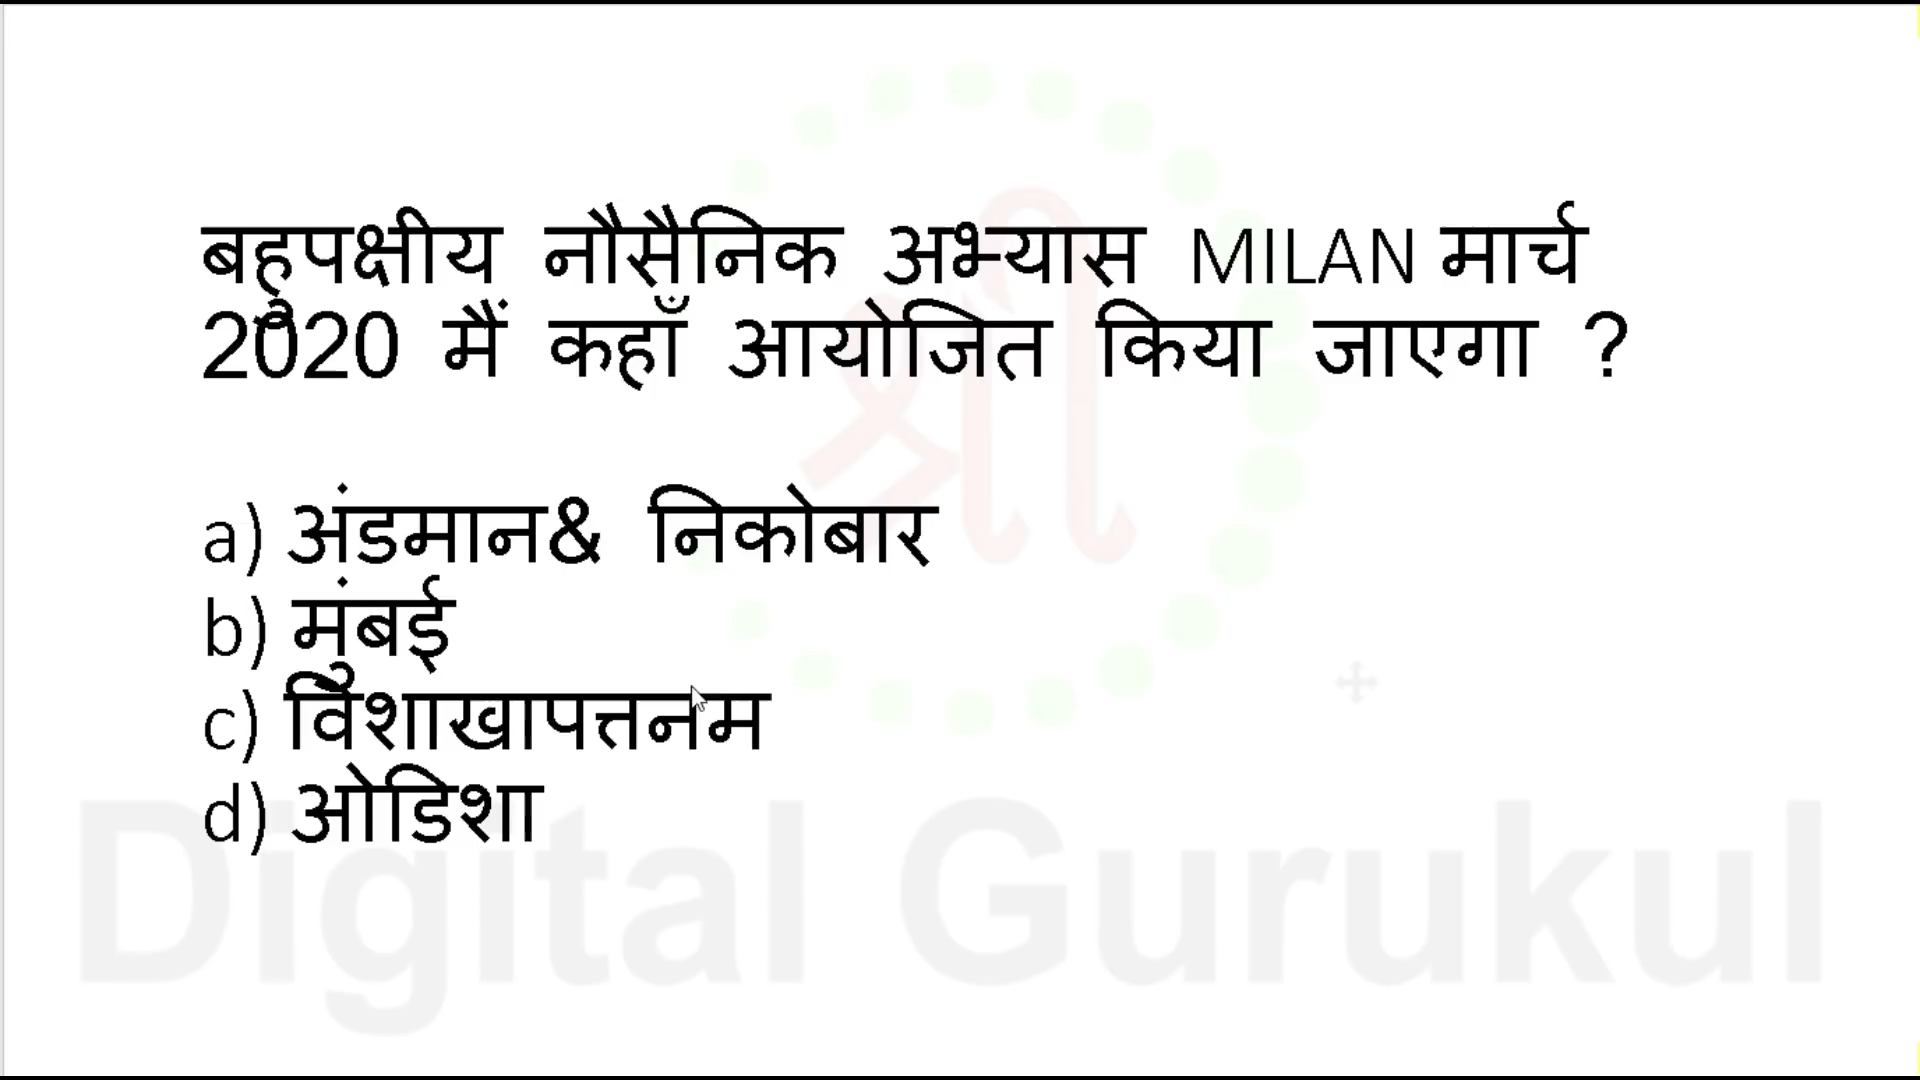 बहुपक्षीय नौसैनिक अभ्यास MILAN मार्च
2020 मैं कहाँ आयोजित किया जाएगा ?
a) अंडमान& निकोबार
b) मुंबई
c) विशाखापत्तनम
d) ओडिशा
श्री
Digital Gurukul